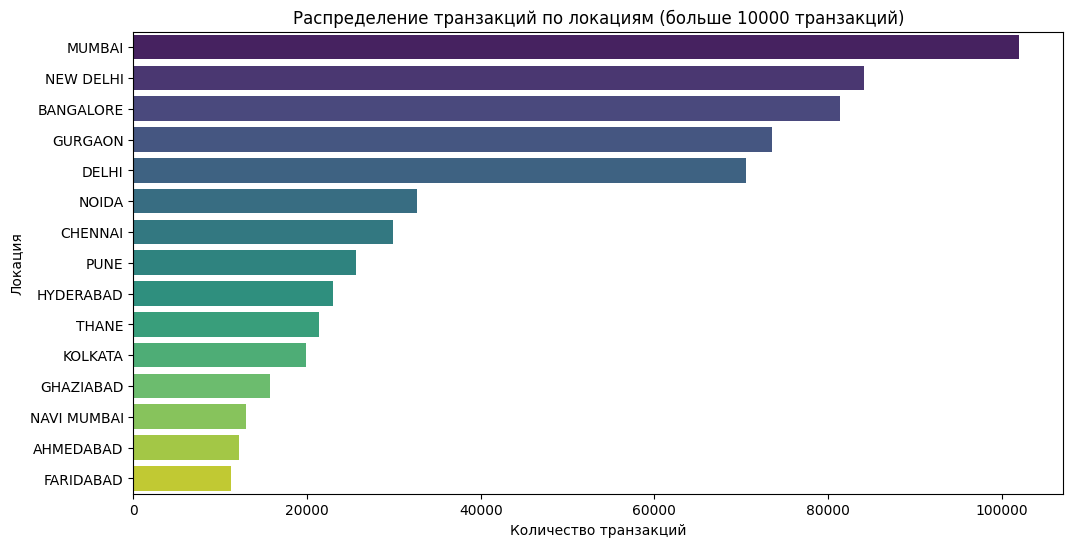 Распределение транзакций по локациям (больше 10000 транзакций)
MUMBAI
NEW DELHI
BANGALORE
GURGAON
DELHI
NOIDA
CHENNAI
PUNE
HYDERABAD
THANE
KOLKATA
GHAZIABAD
NAVI MUMBAI
AHMEDABAD
FARIDABAD
Локация
0 20000 40000 60000 80000 100000
Количество транзакций